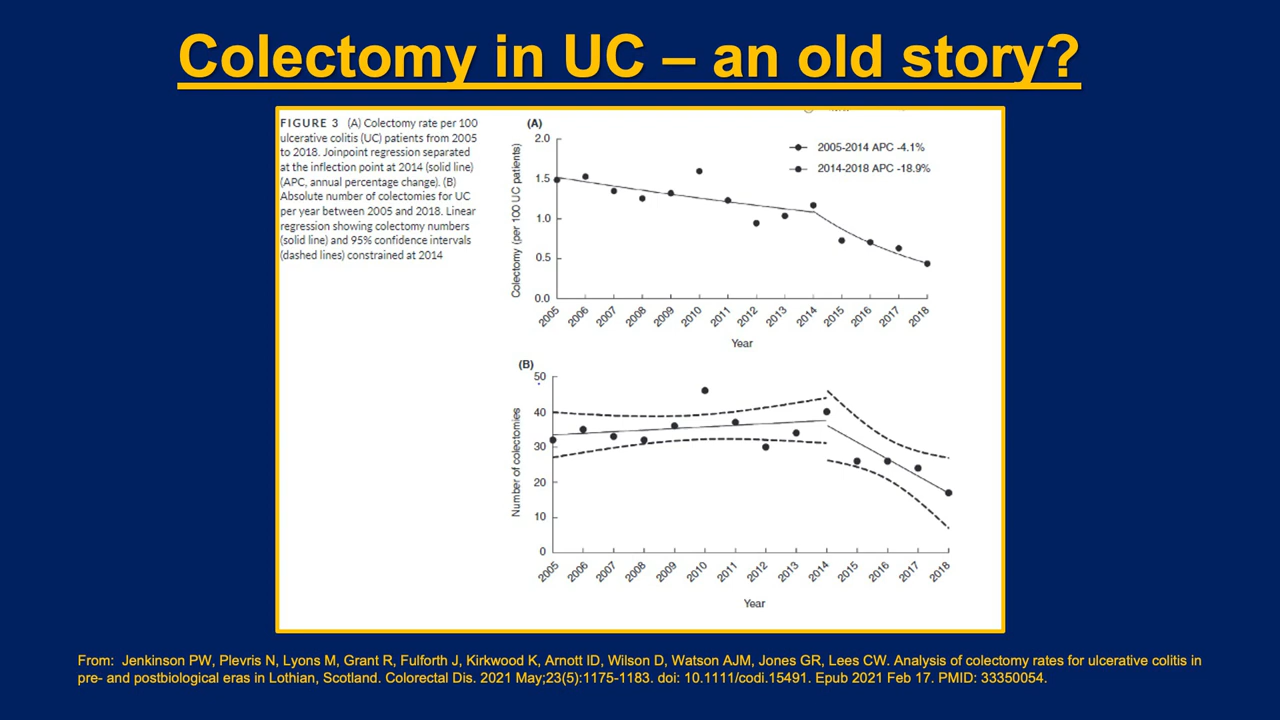 Colectomy in UC – an old story?
FIGURE 3 (A) Colectomy rate per 100
ulcerative colitis (UC) patients from 2005
to 2018. Joinpoint regression separated
at the inflection point at 2014 (solid line)
(APC, annual percentage change). (B)
Absolute number of colectomies for UC
per year between 2005 and 2018. Linear
regression showing colectomy numbers
(solid line) and 95% confidence intervals
(dashed lines) constrained at 2014
(A)
Colectomy (per 100 UC patients)
2.0
1.5
1.0
0.5
0.0
2005-2014 APC -4.1%
2014-2018 APC -18.9%
2005 2006 2007 2008 2009 2010 2011 2012 2013 2014 2015 2016 2017 2018
Year
(B)
Number of colectomies
50
40
30
20
10
0
2005 2006 2007 2008 2009 2010 2011 2012 2013 2014 2015 2016 2017 2018
Year
From: Jenkinson PW, Plevris N, Lyons M, Grant R, Fulforth J, Kirkwood K, Arnott ID, Wilson D, Watson AJM, Jones GR, Lees CW. Analysis of colectomy rates for ulcerative colitis in
pre- and postbiological eras in Lothian, Scotland. Colorectal Dis. 2021 May;23(5):1175-1183. doi: 10.1111/codi.15491. Epub 2021 Feb 17. PMID: 33350054.